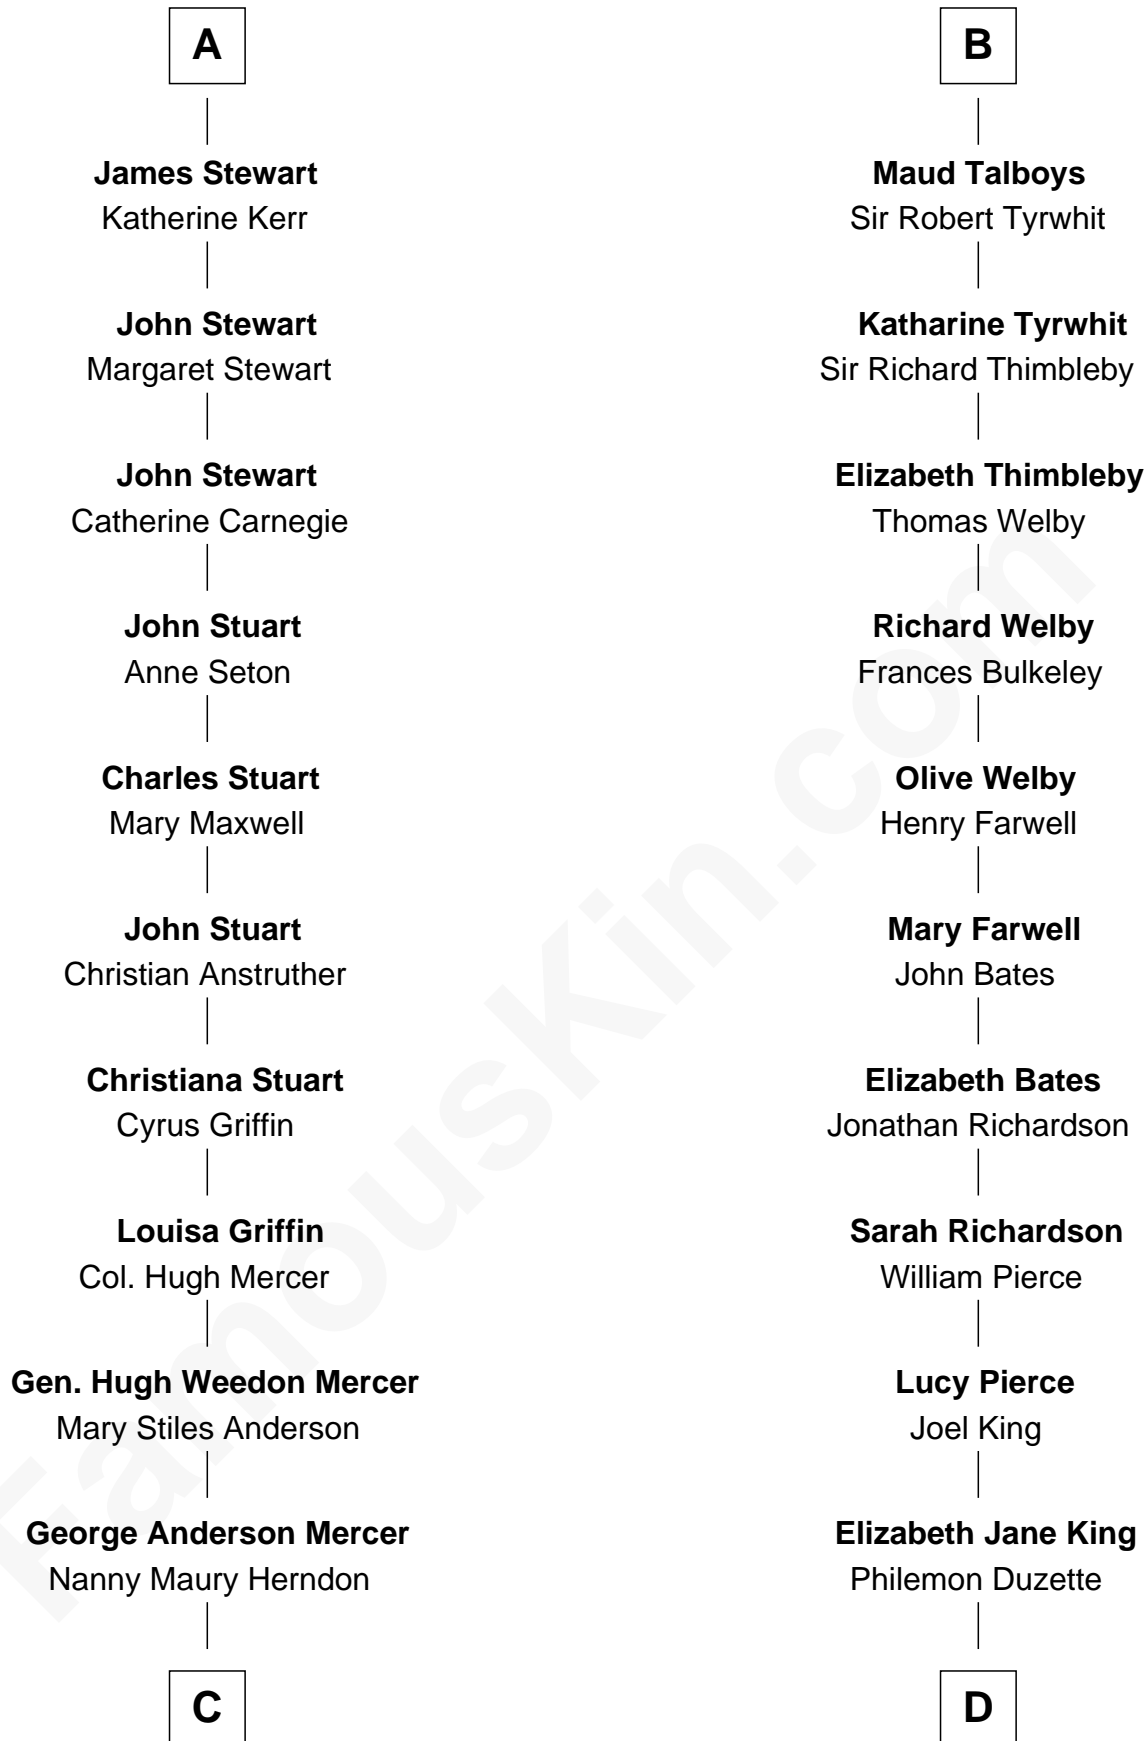 A
James Stewart
Katherine Kerr
John Stewart
Margaret Stewart
John Stewart
Catherine Carnegie
John Stuart
Anne Seton
Charles Stuart
Mary Maxwell
John Stuart
Christian Anstruther
Christiana Stuart
Cyrus Griffin
Louisa Griffin
Col. Hugh Mercer
Gen. Hugh Weedon Mercer
Mary Stiles Anderson
George Anderson Mercer
Nanny Maury Herndon
C
B
Maud Talboys
Sir Robert Tyrwhit
Katharine Tyrwhit
Sir Richard Thimbleby
Elizabeth Thimbleby
Thomas Welby
Richard Welby
Frances Bulkeley
Olive Welby
Henry Farwell
Mary Farwell
John Bates
Elizabeth Bates
Jonathan Richardson
Sarah Richardson
William Pierce
Lucy Pierce
Joel King
Elizabeth Jane King
Philemon Duzette
D
FamousKin.com